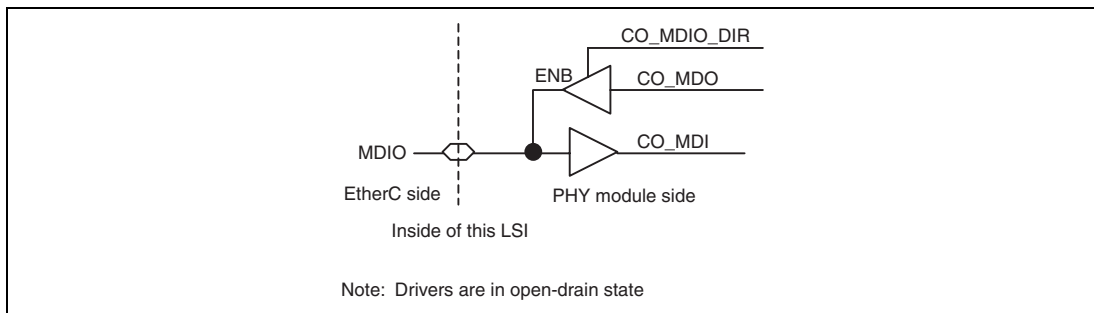 CO_MDIO_DIR
ENB
CO_MDO
CO_MDI
MDIO
EtherC side
PHY module side
Inside of this LSI
Note: Drivers are in open-drain state